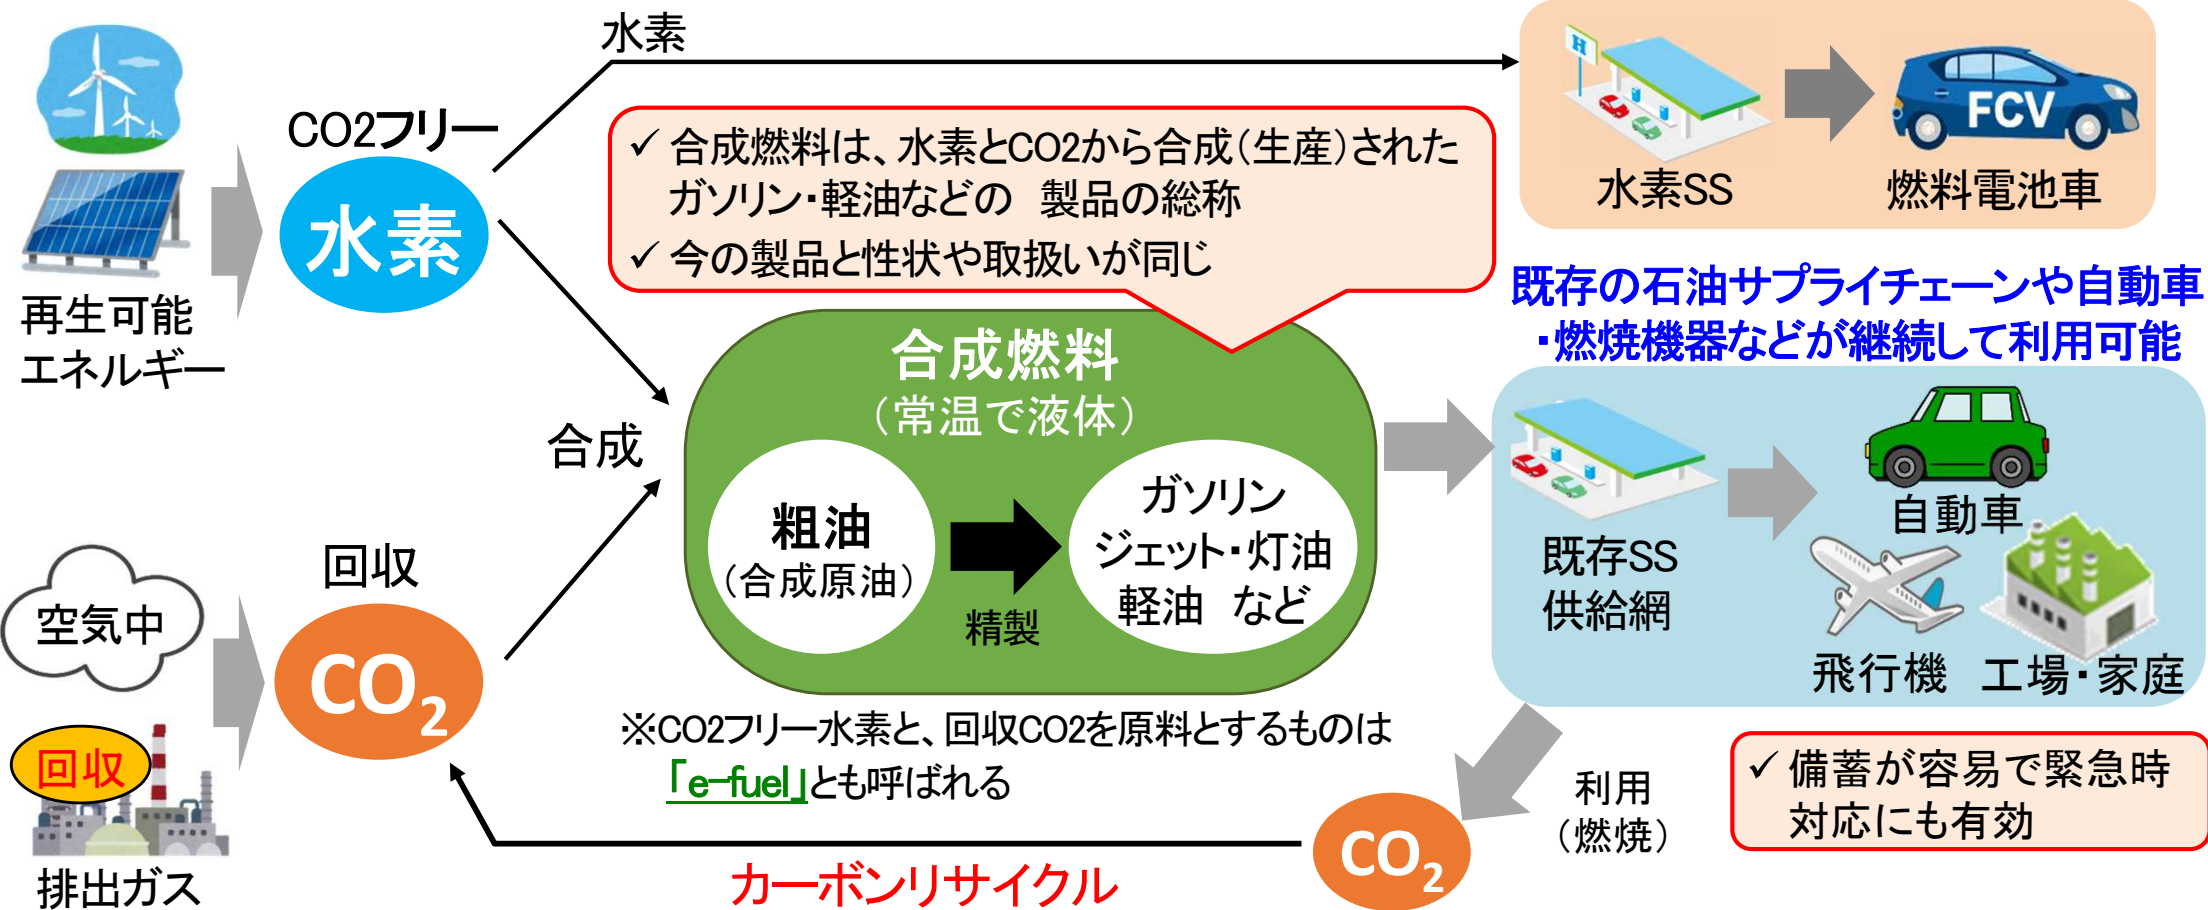 水素
H
FCV
水素SS
燃料電池車
CO2フリー
水素
再生可能
エネルギー
✓ 合成燃料は、水素とCO2から合成(生産)された
ガソリン・軽油などの　製品の総称
✓ 今の製品と性状や取扱いが同じ
既存の石油サプライチェーンや自動車
・燃焼機器などが継続して利用可能
合成燃料
(常温で液体)
合成
粗油
(合成原油)
精製
ガソリン
ジェット・灯油
軽油　など
既存SS
供給網
自動車
飛行機
工場・家庭
空気中
回収
CO₂
回収
排出ガス
※CO2フリー水素と、回収CO2を原料とするものは
「e-fuel」とも呼ばれる
利用
(燃焼)
✓ 備蓄が容易で緊急時
対応にも有効
CO₂
カーボンリサイクル